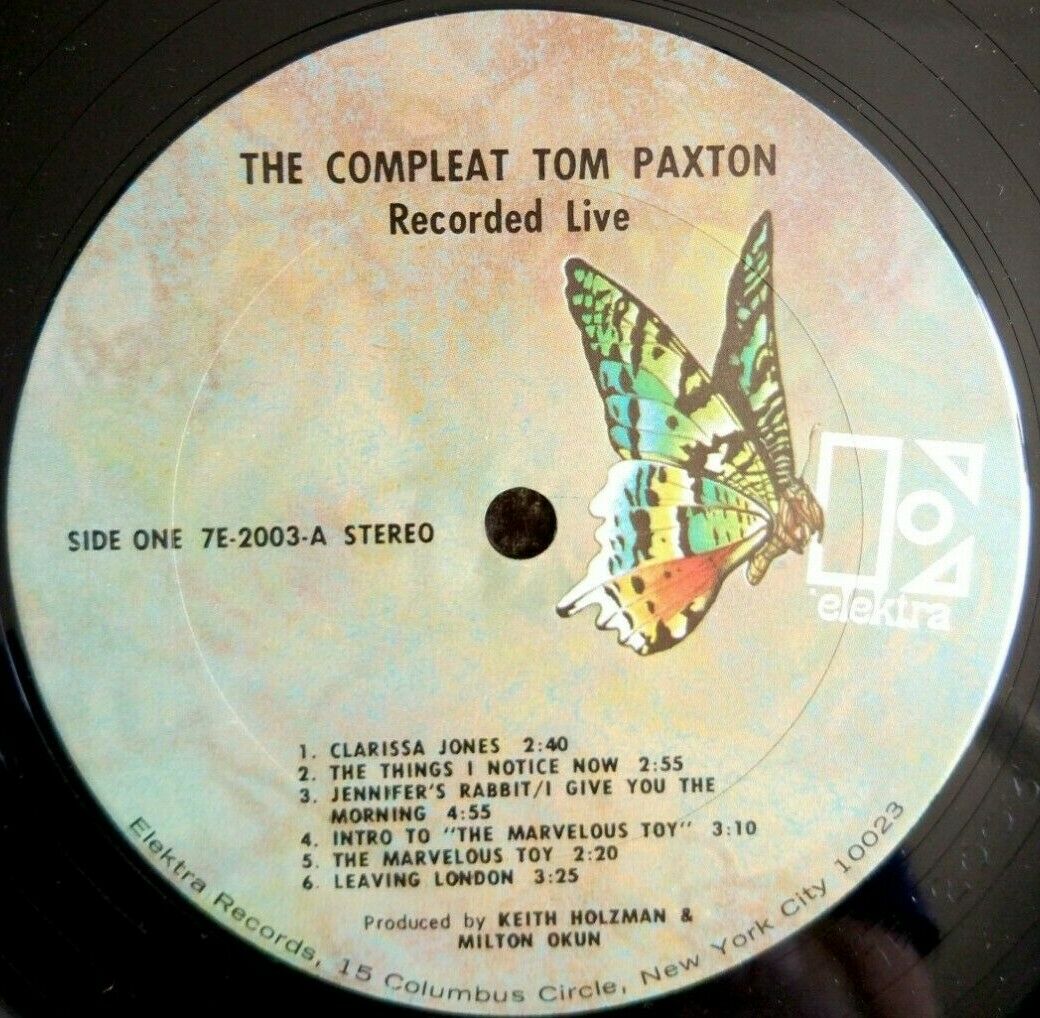 THE COMPLEAT TOM PAXTON
Recorded Live
SIDE ONE 7E-2003-A STEREO
elektra
1. CLARISSA JONES 2:40
2. THE THINGS I NOTICE NOW 2:55
3. JENNIFER'S RABBIT/I GIVE YOU THE
MORNING 4:55
4. INTRO TO "THE MARVELOUS TOY" 3:10
5. THE MARVELOUS TOY 2:20
6. LEAVING LONDON 3:25
Produced by KEITH HOLZMAN &
MILTON OKUN
Elektra Records, 15 Columbus Circle, New York City 10023